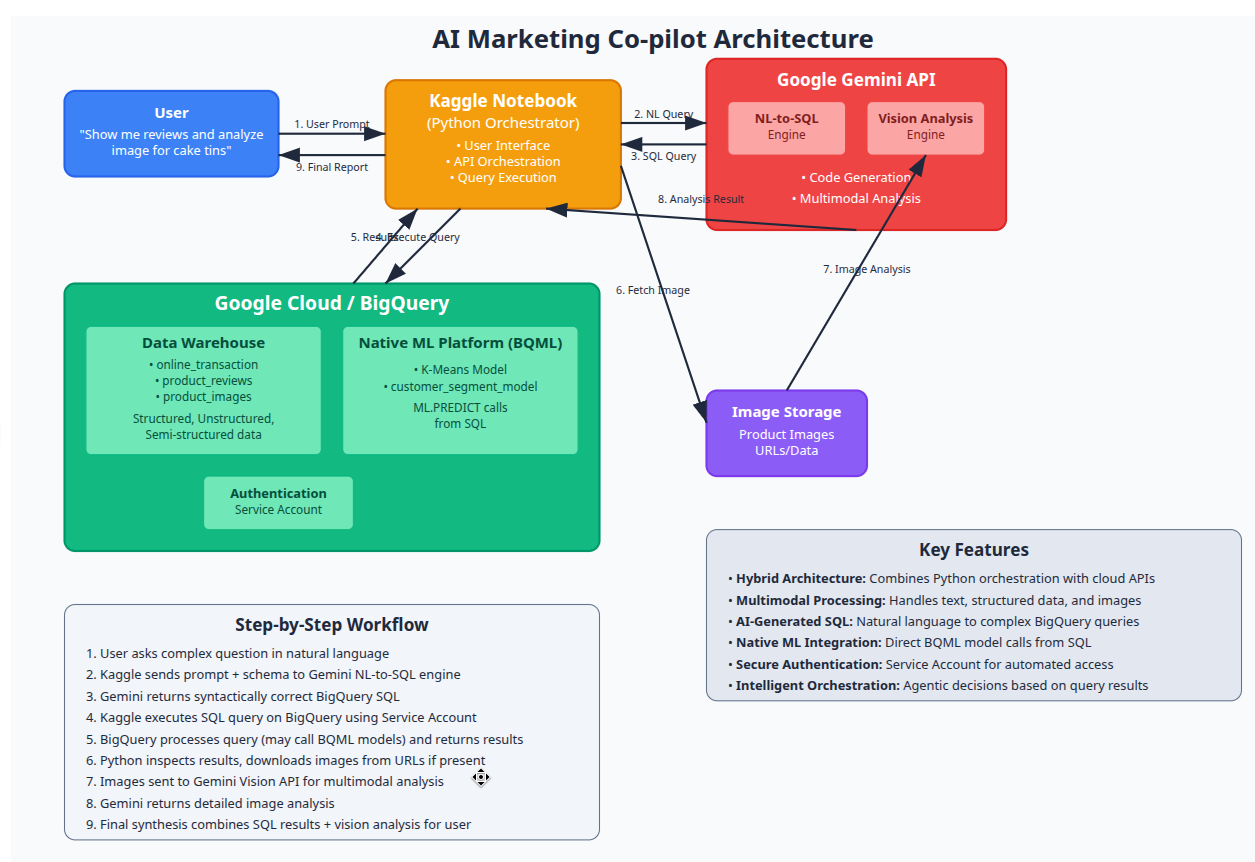 AI Marketing Co-pilot Architecture
User
"Show me reviews and analyze
image for cake tins"
1. User Prompt
9. Final Report
Kaggle Notebook
(Python Orchestrator)
• User Interface
• API Orchestration
• Query Execution
2. NL Query
3. SQL Query
Google Gemini API
NL-to-SQL
Engine
Vision Analysis
Engine
• Code Generation
• Multimodal Analysis
8. Analysis Result
5. Results
4. Execute Query
7. Image Analysis
6. Fetch Image
Google Cloud / BigQuery
Data Warehouse
• online_transaction
• product_reviews
• product_images
Structured, Unstructured,
Semi-structured data
Native ML Platform (BQML)
• K-Means Model
• customer_segment_model
ML.PREDICT calls
from SQL
Authentication
Service Account
Image Storage
Product Images
URLs/Data
Key Features
• Hybrid Architecture: Combines Python orchestration with cloud APIs
• Multimodal Processing: Handles text, structured data, and images
• AI-Generated SQL: Natural language to complex BigQuery queries
• Native ML Integration: Direct BQML model calls from SQL
• Secure Authentication: Service Account for automated access
• Intelligent Orchestration: Agentic decisions based on query results
Step-by-Step Workflow
1. User asks complex question in natural language
2. Kaggle sends prompt + schema to Gemini NL-to-SQL engine
3. Gemini returns syntactically correct BigQuery SQL
4. Kaggle executes SQL query on BigQuery using Service Account
5. BigQuery processes query (may call BQML models) and returns results
6. Python inspects results, downloads images from URLs if present
7. Images sent to Gemini Vision API for multimodal analysis
8. Gemini returns detailed image analysis
9. Final synthesis combines SQL results + vision analysis for user